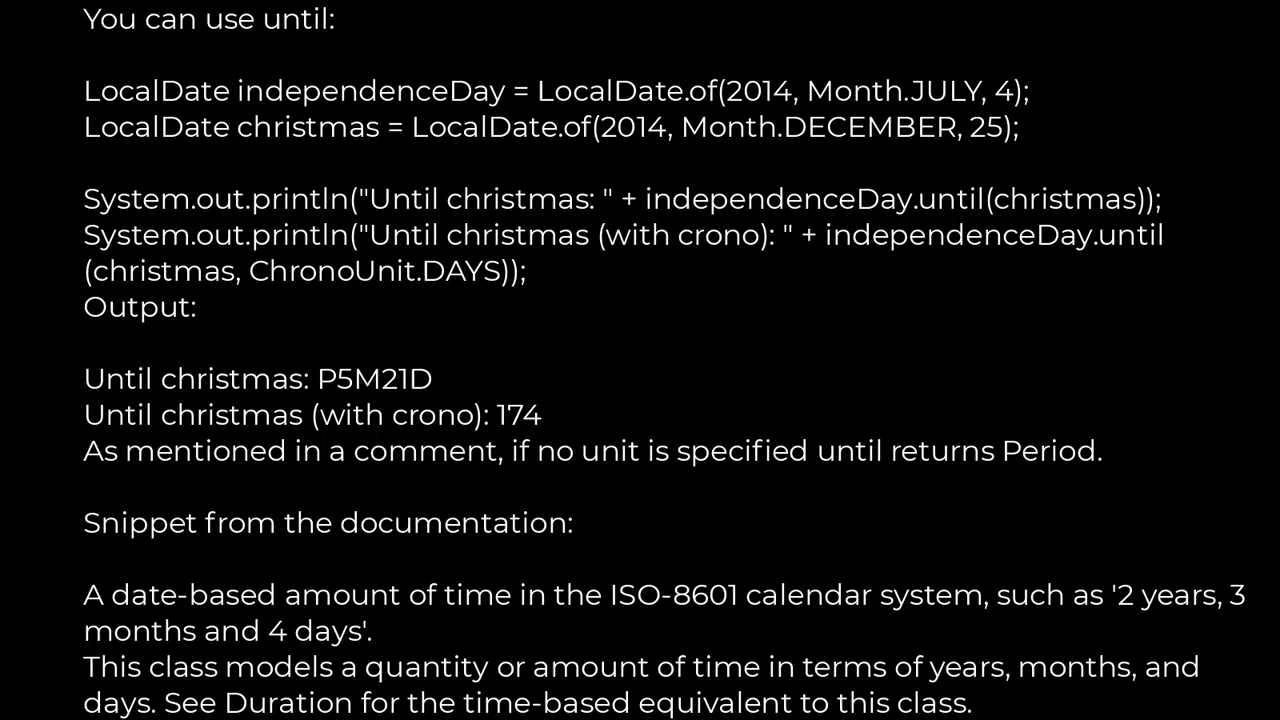 You can use until:
LocalDate independenceDay = LocalDate.of(2014, Month.JULY, 4);
LocalDate christmas = LocalDate.of(2014, Month.DECEMBER, 25);
System.out.println("Until christmas: " + independenceDay.until(christmas));
System.out.println("Until christmas (with crono): " + independenceDay.until
(christmas, ChronoUnit.DAYS));
Output:
Until christmas: P5M21D
Until christmas (with crono): 174
As mentioned in a comment, if no unit is specified until returns Period.
Snippet from the documentation:
A date-based amount of time in the ISO-8601 calendar system, such as '2 years, 3
months and 4 days'.
This class models a quantity or amount of time in terms of years, months, and
days. See Duration for the time-based equivalent to this class.